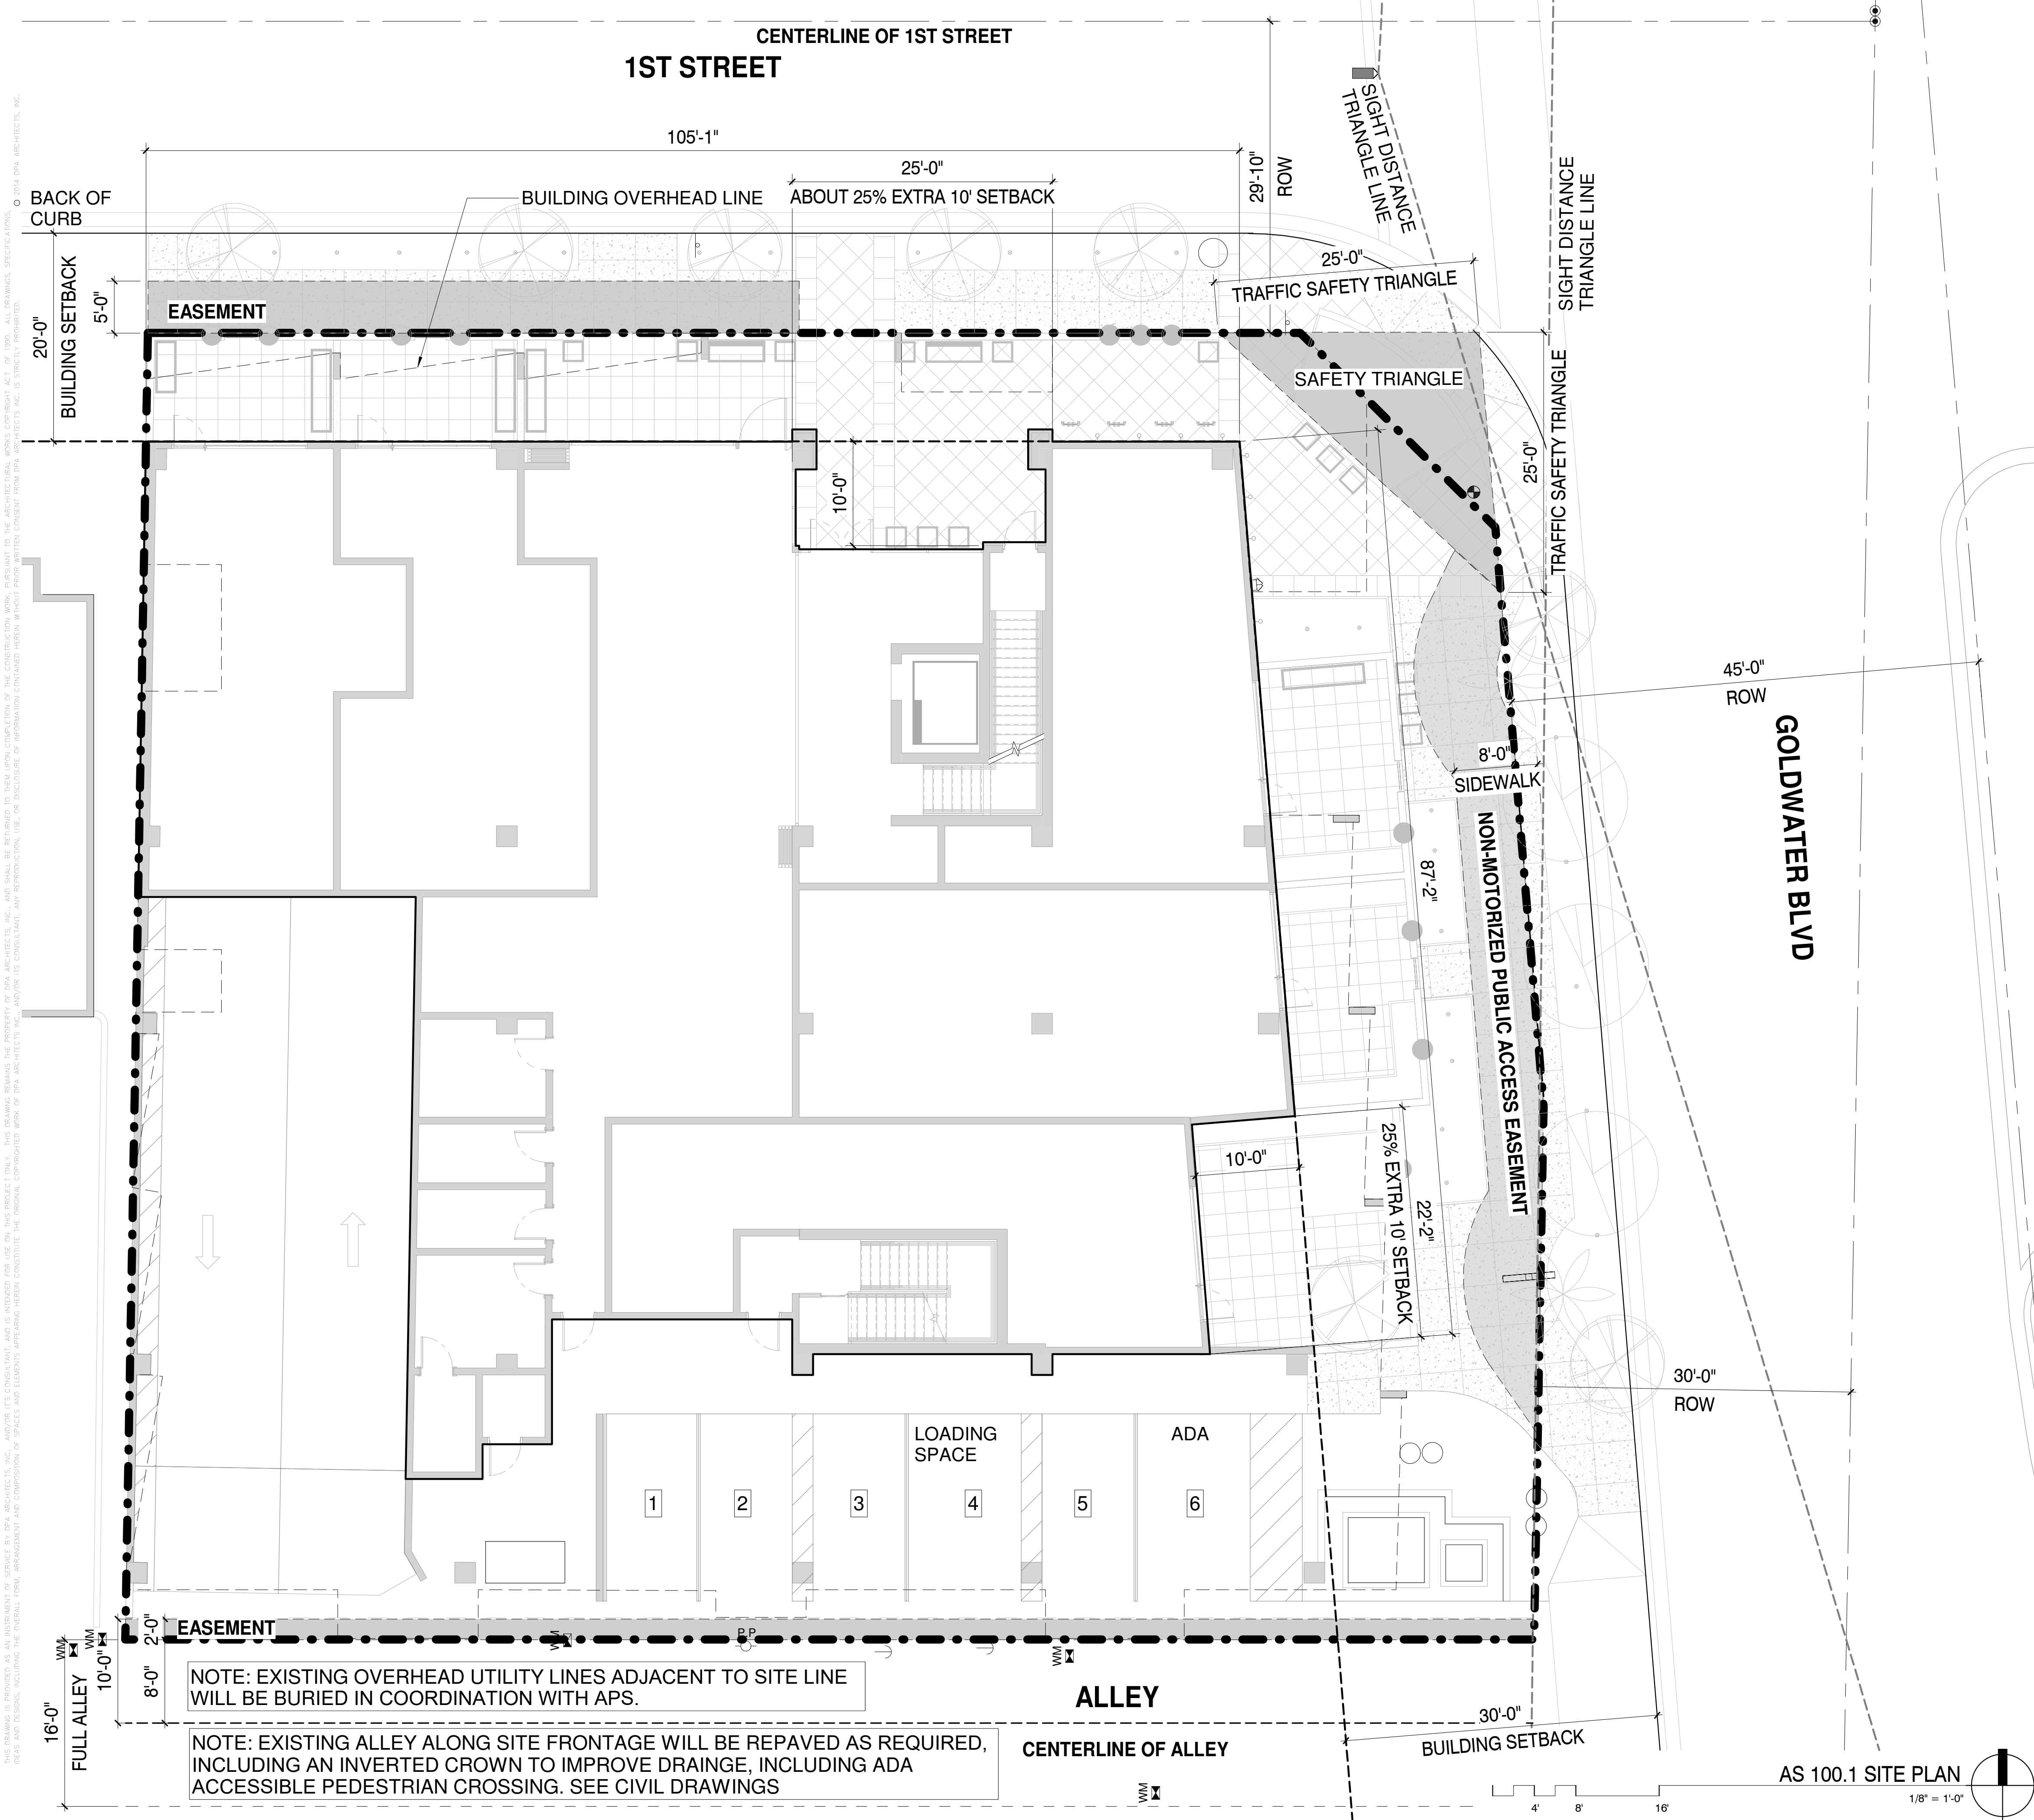 CENTERLINE OF 1ST STREET
1ST STREET
SIGHT DISTANCE
TRIANGLE LINE
105'-1"
25'-0"
ABOUT 25% EXTRA 10' SETBACK
29'-10"
ROW
SIGHT DISTANCE
TRIANGLE LINE
BACK OF
CURB
BUILDING OVERHEAD LINE
20'-0"
BUILDING SETBACK
5'-0"
EASEMENT
25'-0"
TRAFFIC SAFETY TRIANGLE
SAFETY TRIANGLE
25'-0"
TRAFFIC SAFETY TRIANGLE
10'-0"
45'-0"
ROW
GOLDWATER BLVD
8'-0"
SIDEWALK
NON-MOTORIZED PUBLIC ACCESS EASEMENT
87'-2"
N
10'-0"
25% EXTRA 10' SETBACK
22'-2"
30'-0"
ROW
LOADING
SPACE
ADA
1
2
3
4
5
6
EASEMENT
2'-0"
10'-0"
8'-0"
16'-0"
FULL ALLEY
WM
WM
WM
P.P
WM
WM
NOTE: EXISTING OVERHEAD UTILITY LINES ADJACENT TO SITE LINE
WILL BE BURIED IN COORDINATION WITH APS.
ALLEY
30'-0"
BUILDING SETBACK
NOTE: EXISTING ALLEY ALONG SITE FRONTAGE WILL BE REPAVED AS REQUIRED,
INCLUDING AN INVERTED CROWN TO IMPROVE DRAINGE, INCLUDING ADA
ACCESSIBLE PEDESTRIAN CROSSING. SEE CIVIL DRAWINGS
CENTERLINE OF ALLEY
AS 100.1 SITE PLAN
1/8" = 1'-0"
4'
8'
16'